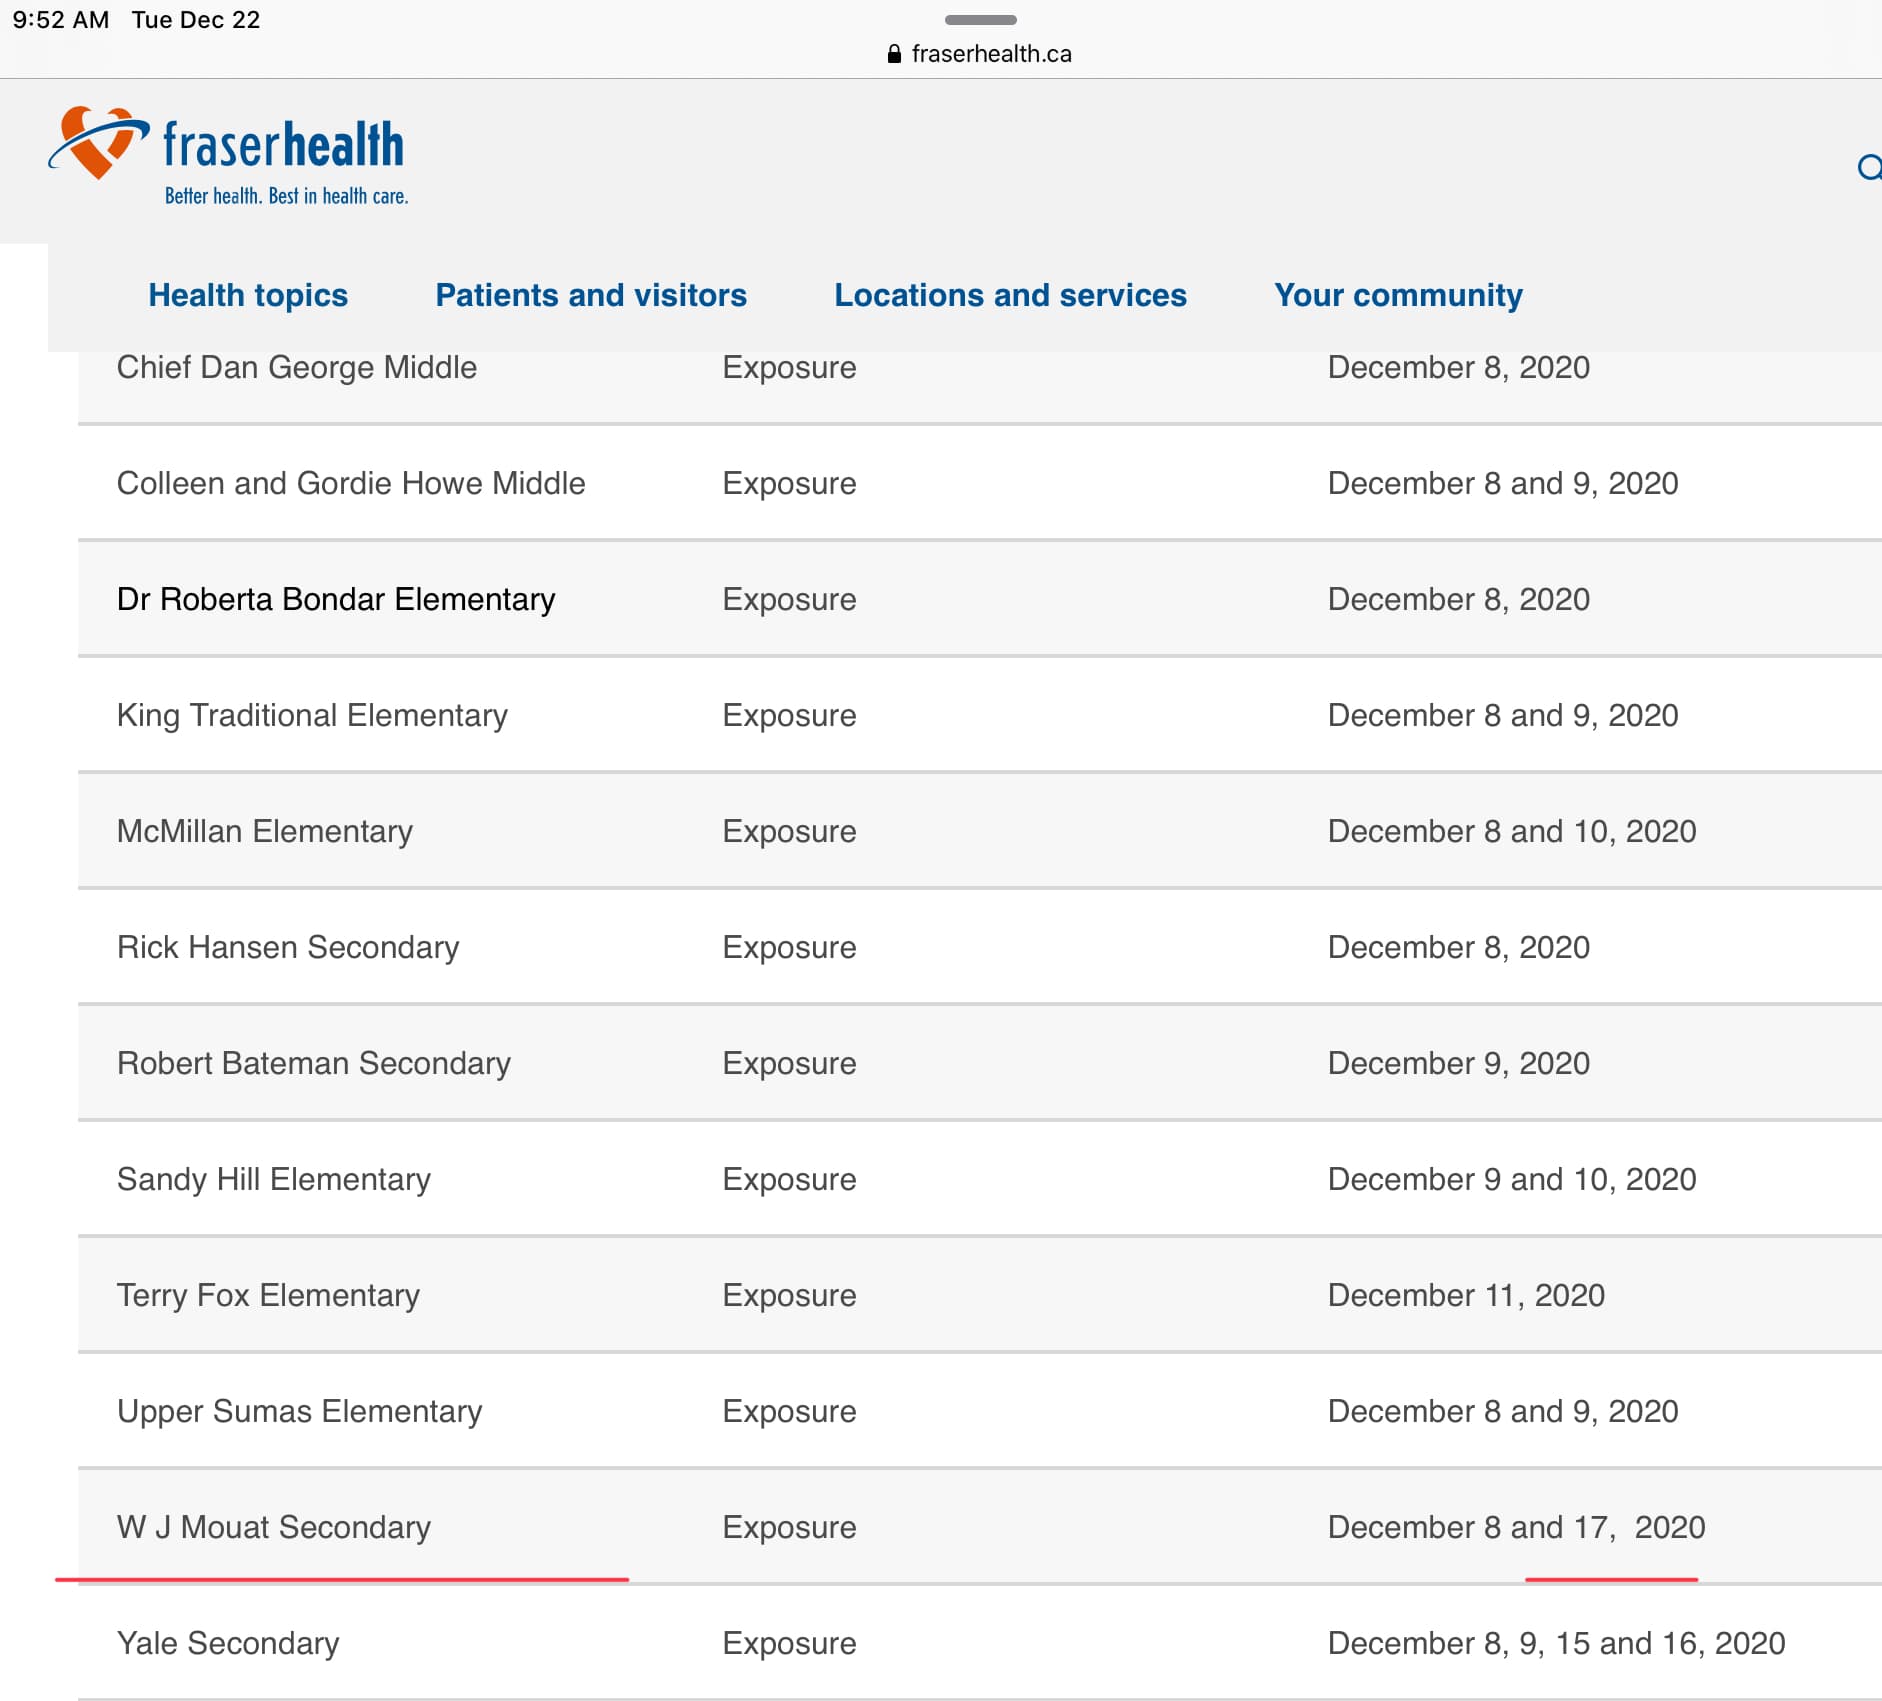 9:52 AM Tue Dec 22
fraserhealth.ca
fraserhealth
Better health. Best in health care.
Health topics Patients and visitors Locations and services Your community
Chief Dan George Middle Exposure December 8, 2020
Colleen and Gordie Howe Middle Exposure December 8 and 9, 2020
Dr Roberta Bondar Elementary Exposure December 8, 2020
King Traditional Elementary Exposure December 8 and 9, 2020
McMillan Elementary Exposure December 8 and 10, 2020
Rick Hansen Secondary Exposure December 8, 2020
Robert Bateman Secondary Exposure December 9, 2020
Sandy Hill Elementary Exposure December 9 and 10, 2020
Terry Fox Elementary Exposure December 11, 2020
Upper Sumas Elementary Exposure December 8 and 9, 2020
W J Mouat Secondary Exposure December 8 and 17,  2020
Yale Secondary Exposure December 8, 9, 15 and 16, 2020